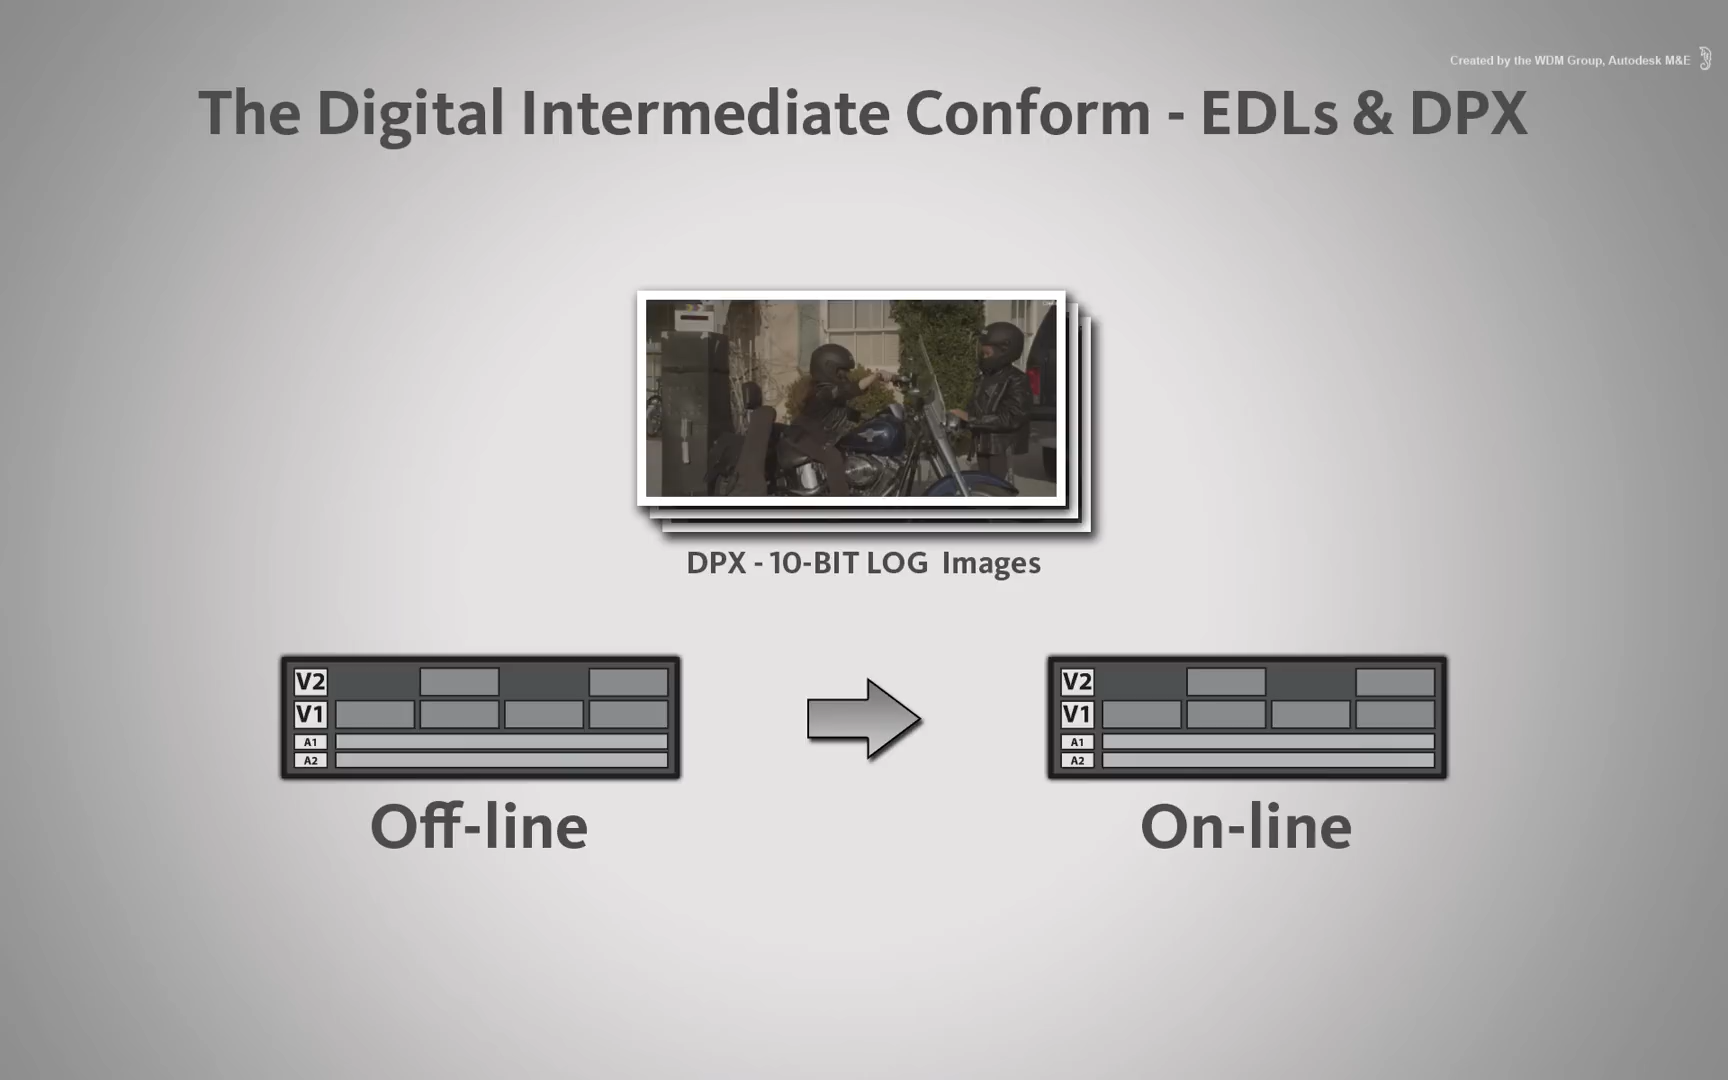 Created by the WDM Group, Autodesk M&E
The Digital Intermediate Conform - EDLs & DPX
DPX - 10-BIT LOG Images
V2
V1
A1
A2
Off-line
V2
V1
A1
A2
On-line